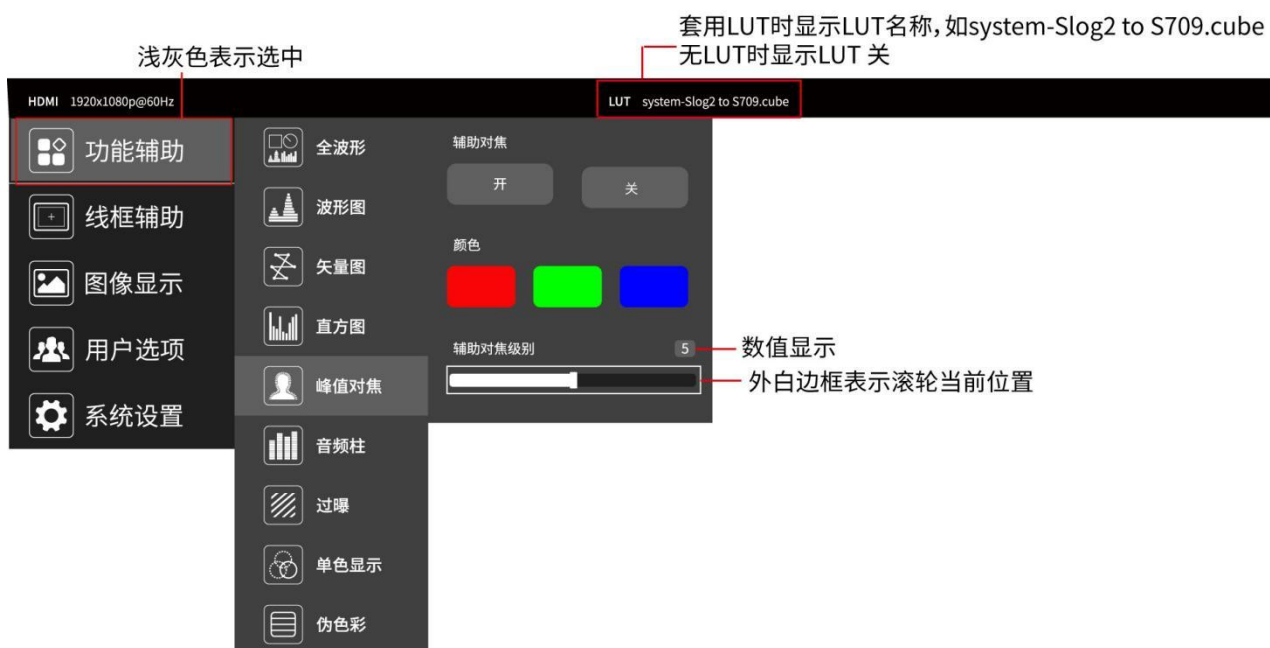 套用LUT时显示LUT名称，如system-Slog2 to S709.cube
无LUT时显示LUT 关
浅灰色表示选中
HDMI 1920x1080p@60Hz
LUT system-Slog2 to S709.cube
功能辅助
线框辅助
图像显示
用户选项
系统设置
全波形
波形图
矢量图
直方图
峰值对焦
音频柱
过曝
单色显示
伪色彩
辅助对焦
开 关
颜色
辅助对焦级别 5
数值显示
外白边框表示滚轮当前位置